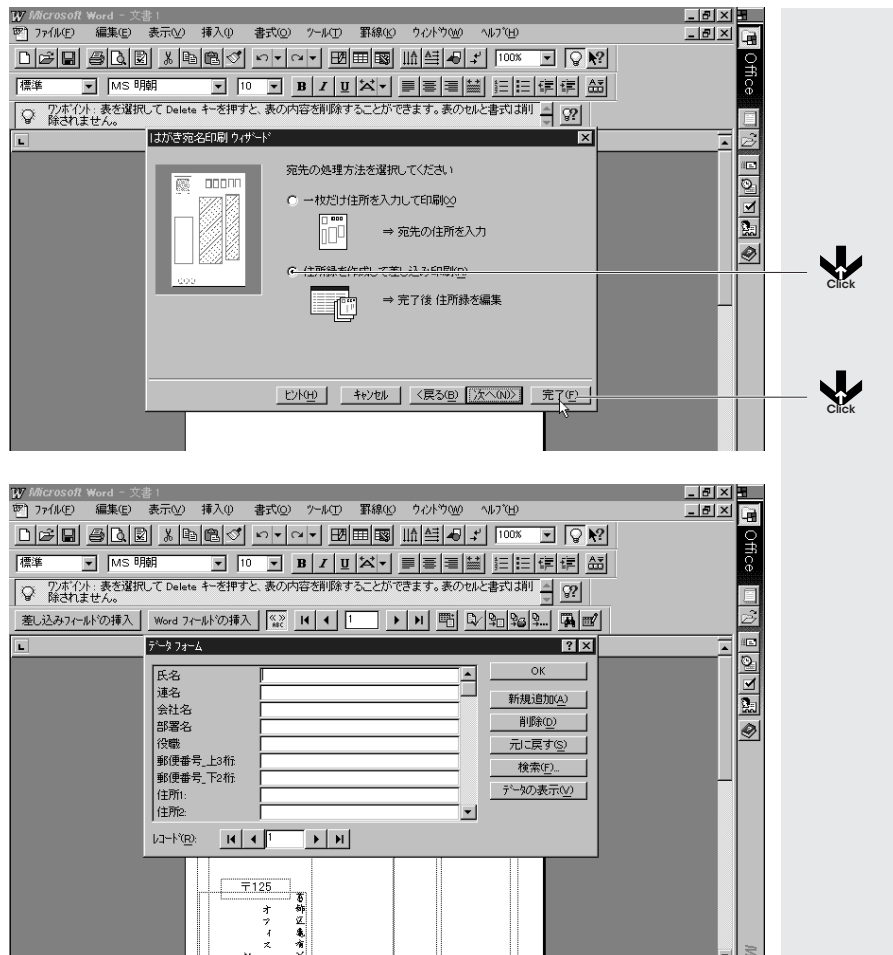 Microsoft Word - 文書1
ファイル(F) 編集(E) 表示(V) 挿入(I) 書式(O) ツール(T) 罫線(K) ウィンドウ(W) ヘルプ(H)
100%
標準 MS 明朝 10 B I U
ワンポイント: 表を選択して Delete キーを押すと、表の内容を削除することができます。表のセルと書式は削
除されません。
Office
はがき宛名印刷 ウィザード
宛先の処理方法を選択してください
一枚だけ住所を入力して印刷(X)
⇒ 宛先の住所を入力
住所録を作成して差し込み印刷(R)
⇒ 完了後 住所録を編集
ヒント(H) キャンセル <戻る(B) 次へ(N)> 完了(F)
Click
Click
Microsoft Word - 文書1
ファイル(F) 編集(E) 表示(V) 挿入(I) 書式(O) ツール(T) 罫線(K) ウィンドウ(W) ヘルプ(H)
100%
標準 MS 明朝 10 B I U
ワンポイント: 表を選択して Delete キーを押すと、表の内容を削除することができます。表のセルと書式は削
除されません。
Office
差し込みフィールドの挿入 Word フィールドの挿入 «» ABC 1
データ フォーム
氏名
連名
会社名
部署名
役職
郵便番号_上3桁:
郵便番号_下2桁:
住所1:
住所2:
OK
新規追加(A)
削除(D)
元に戻す(S)
検索(F)...
データの表示(V)
レコード(R): 1
〒125
葛飾区亀有
オフィス